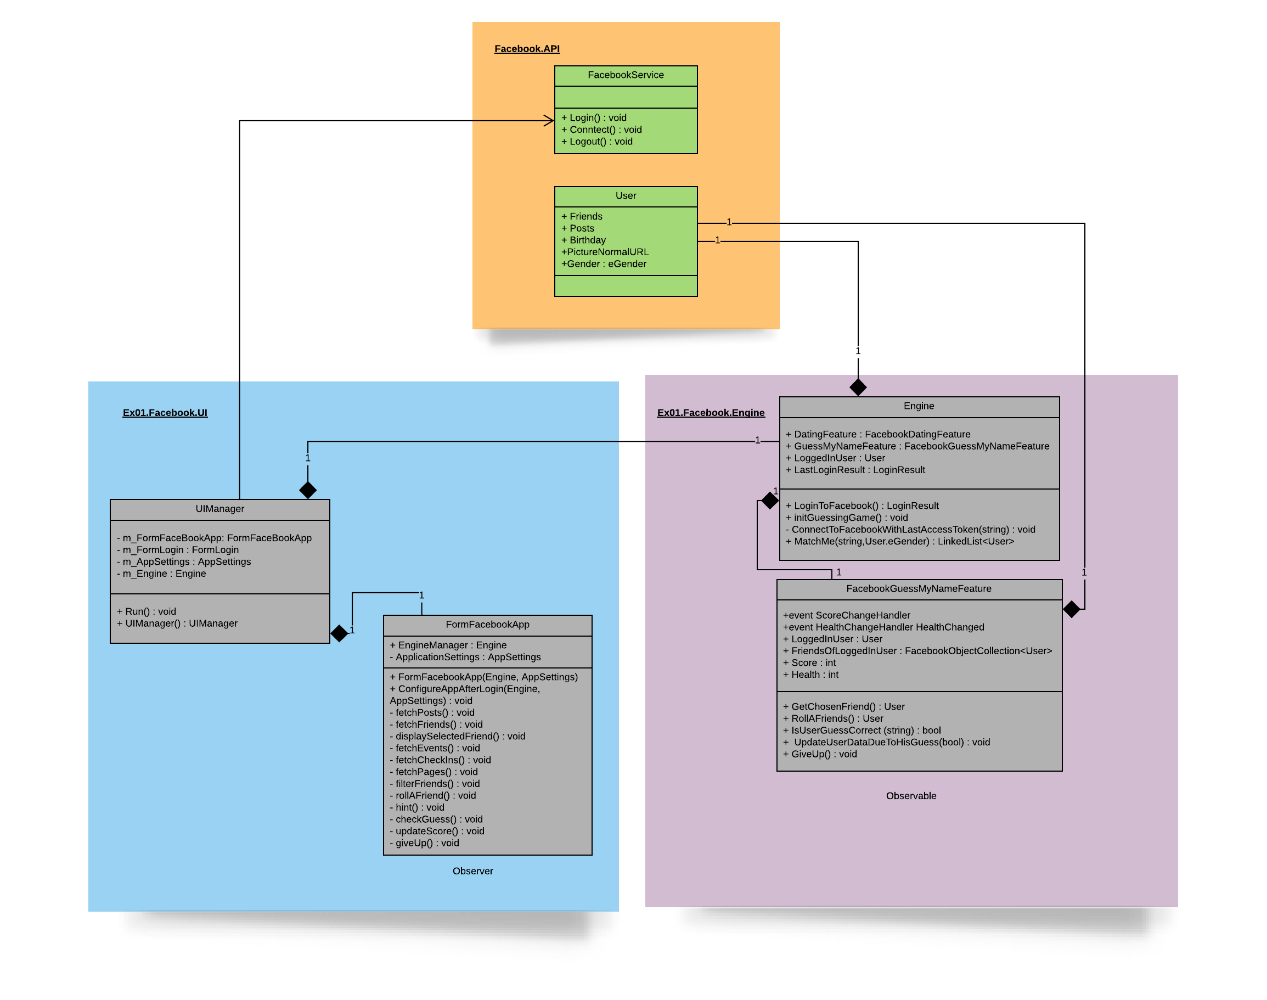 Facebook.API
FacebookService
+ Login() : void
+ Conntect() : void
+ Logout() : void
User
+ Friends
+ Posts
+ Birthday
+PictureNormalURL
+Gender : eGender
1
1
1
Ex01.Facebook.UI
1
UIManager
- m_FormFaceBookApp: FormFaceBookApp
- m_FormLogin : FormLogin
- m_AppSettings : AppSettings
- m_Engine : Engine
+ Run() : void
+ UIManager() : UIManager
1
1
FormFacebookApp
+ EngineManager : Engine
- ApplicationSettings : AppSettings
+ FormFacebookApp(Engine, AppSettings)
+ ConfigureAppAfterLogin(Engine,
AppSettings) : void
- fetchPosts() : void
- fetchFriends() : void
- displaySelectedFriend() : void
- fetchEvents() : void
- fetchCheckIns() : void
- fetchPages() : void
- filterFriends() : void
- rollAFriend() : void
- hint() : void
- checkGuess() : void
- updateScore() : void
- giveUp() : void
Observer
Ex01.Facebook.Engine
1
Engine
+ DatingFeature : FacebookDatingFeature
+ GuessMyNameFeature : FacebookGuessMyNameFeature
+ LoggedInUser : User
+ LastLoginResult : LoginResult
1
+ LoginToFacebook() : LoginResult
+ initGuessingGame() : void
- ConnectToFacebookWithLastAccessToken(string) : void
+ MatchMe(string,User.eGender) : LinkedList<User>
1
1
FacebookGuessMyNameFeature
+event ScoreChangeHandler
+event HealthChangeHandler HealthChanged
+ LoggedInUser : User
+ FriendsOfLoggedInUser : FacebookObjectCollection<User>
+ Score : int
+ Health : int
+ GetChosenFriend() : User
+ RollAFriends() : User
+ IsUserGuessCorrect (string) : bool
+  UpdateUserDataDueToHisGuess(bool) : void
+ GiveUp() : void
Observable